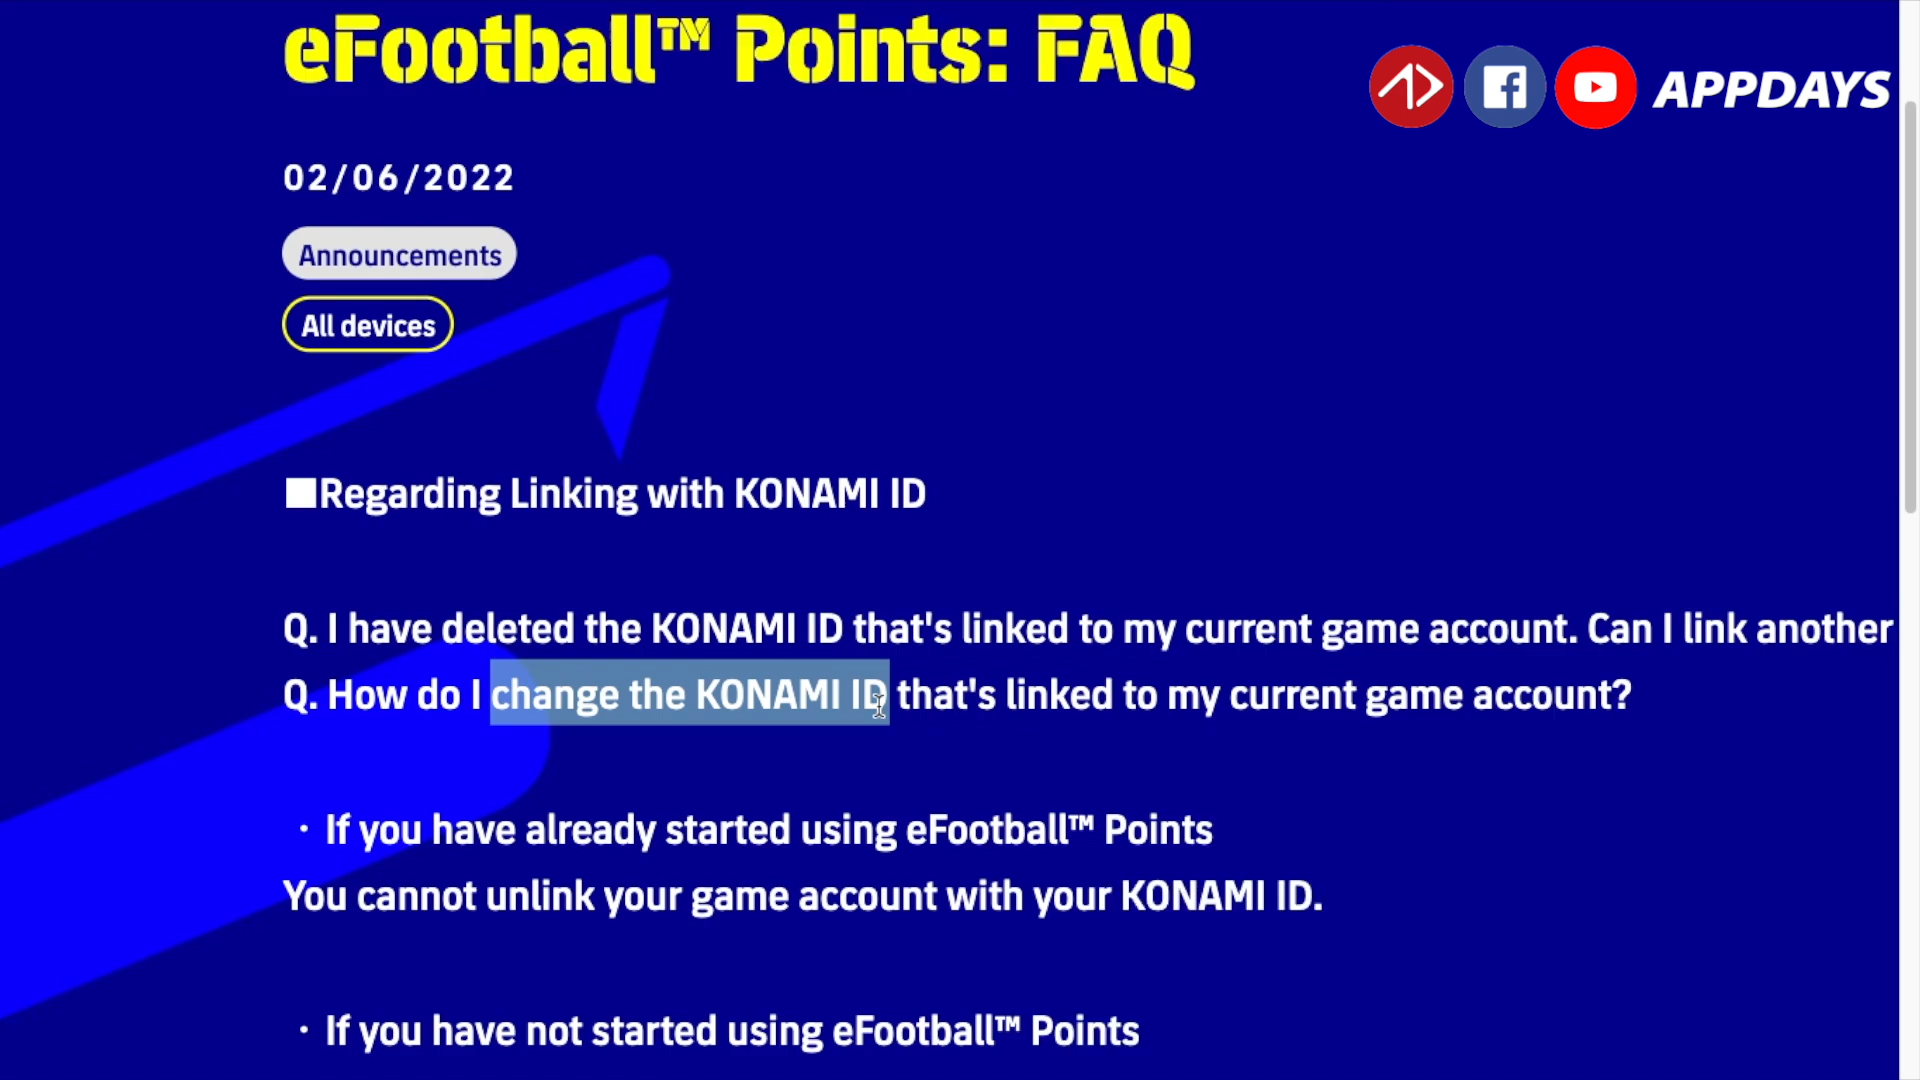 eFootball™ Points: FAQ
APPDAYS
02/06/2022
Announcements
All devices
■Regarding Linking with KONAMI ID
Q. I have deleted the KONAMI ID that's linked to my current game account. Can I link another
Q. How do I change the KONAMI ID that's linked to my current game account?
・If you have already started using eFootball™ Points
You cannot unlink your game account with your KONAMI ID.
・If you have not started using eFootball™ Points